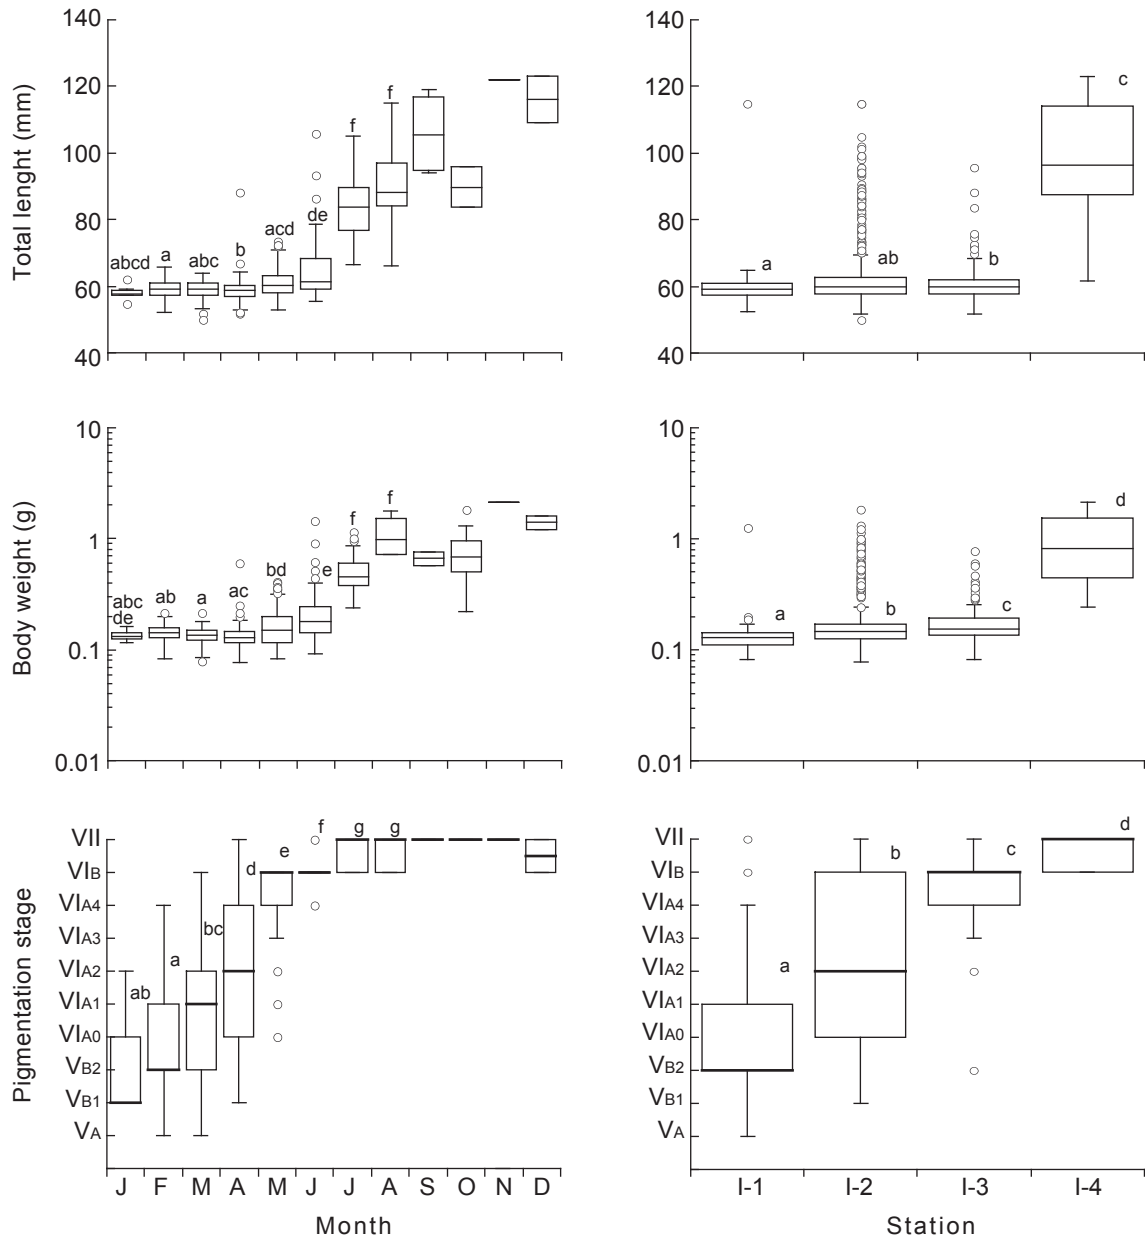 140
120
100
80
60
40
Total lenght (mm)
abcd
a
abc
b
acd
de
f
f
140
120
100
80
60
40
a
ab
b
c
10
1
0.1
0.01
Body weight (g)
abc
de
ab
a
ac
bd
e
f
f
10
1
0.1
0.01
a
b
c
d
VII
VIB
VIA4
VIA3
VIA2
VIA1
VIA0
VB2
VB1
VA
Pigmentation stage
ab
a
bc
d
e
f
g
g
J F M A M J J A S O N D
Month
VII
VIB
VIA4
VIA3
VIA2
VIA1
VIA0
VB2
VB1
VA
a
b
c
d
I-1 I-2 I-3 I-4
Station